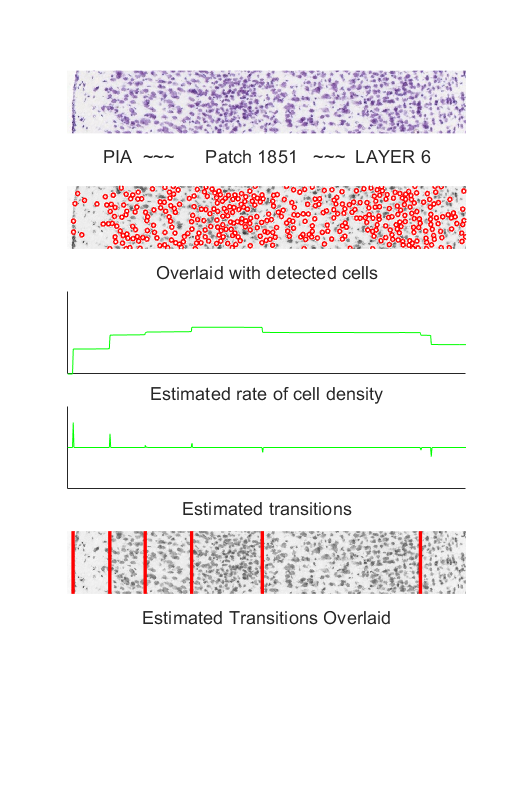 PIA ~~~ Patch 1851 ~~~ LAYER 6
Overlaid with detected cells
Estimated rate of cell density
Estimated transitions
Estimated Transitions Overlaid